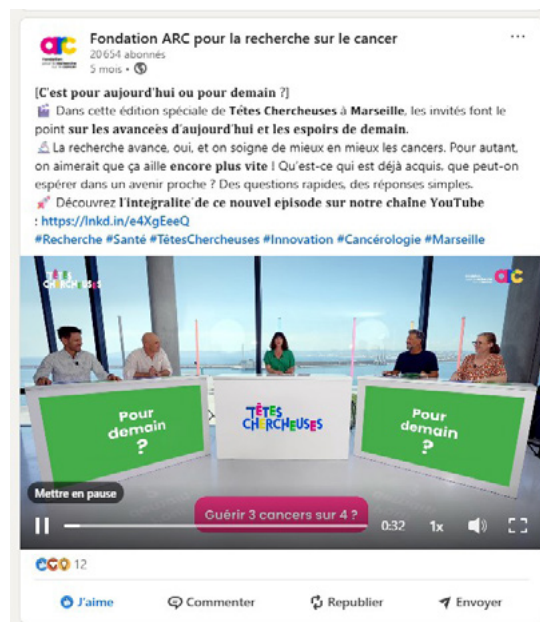 arc
Fondation ARC pour la recherche sur le cancer
20 654 abonnés
5 mois •
[C'est pour aujourd'hui ou pour demain ?]
Dans cette édition spéciale de Têtes Chercheuses à Marseille, les invités font le
point sur les avancées d'aujourd'hui et les espoirs de demain.
La recherche avance, oui, et on soigne de mieux en mieux les cancers. Pour autant,
on aimerait que ça aille encore plus vite ! Qu'est-ce qui est déjà acquis, que peut-on
espérer dans un avenir proche ? Des questions rapides, des réponses simples.
Découvrez l'intégralité de ce nouvel épisode sur notre chaîne YouTube
: https://lnkd.in/e4XgEeeQ
#Recherche #Santé #TêtesChercheuses #Innovation #Cancérologie #Marseille
TÊTES
CHERCHEUSES
arc
Pour
demain
?
TÊTES
CHERCHEUSES
Pour
demain
?
Mettre en pause
Guérir 3 cancers sur 4 ?
0:32 1x
12
J'aime Commenter Republier Envoyer